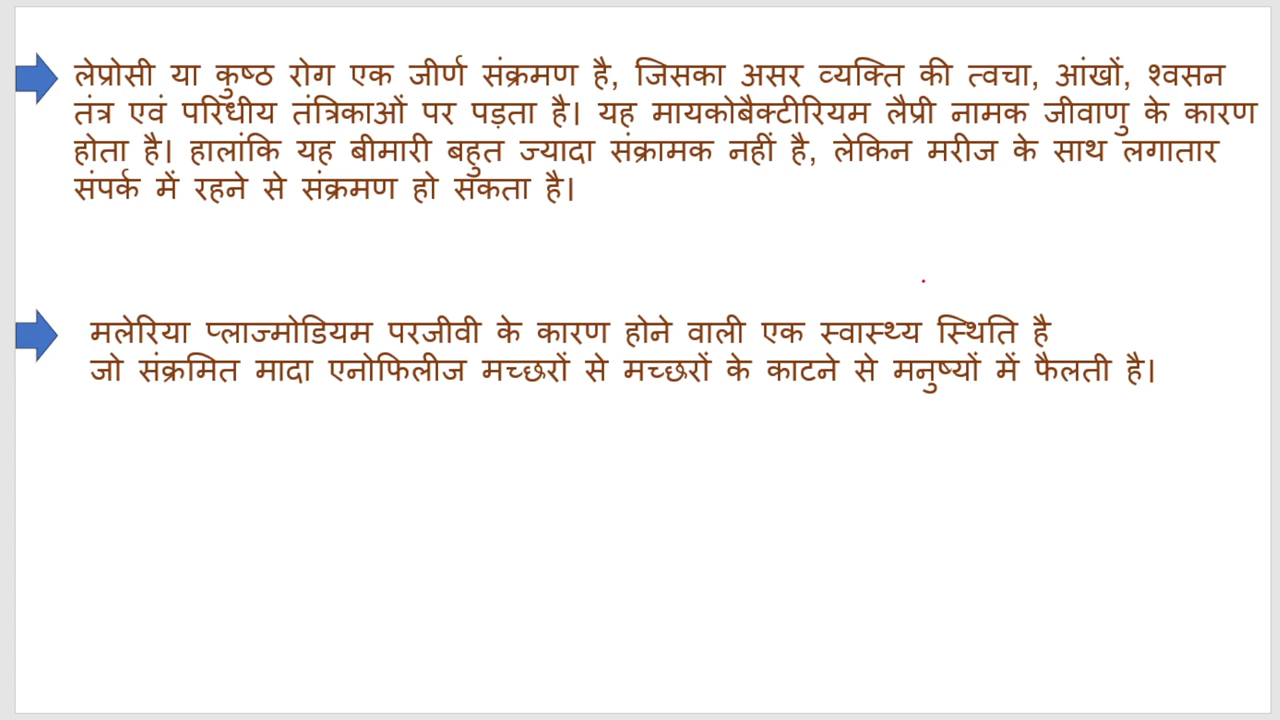 लेप्रोसी या कुष्ठ रोग एक जीर्ण संक्रमण है, जिसका असर व्यक्ति की त्वचा, आंखों, श्वसन
तंत्र एवं परिधीय तंत्रिकाओं पर पड़ता है। यह मायकोबैक्टीरियम लैप्री नामक जीवाणु के कारण
होता है। हालांकि यह बीमारी बहुत ज्यादा संक्रामक नहीं है, लेकिन मरीज के साथ लगातार
संपर्क में रहने से संक्रमण हो सकता है।
मलेरिया प्लाज्मोडियम परजीवी के कारण होने वाली एक स्वास्थ्य स्थिति है
जो संक्रमित मादा एनोफिलीज मच्छरों से मच्छरों के काटने से मनुष्यों में फैलती है।